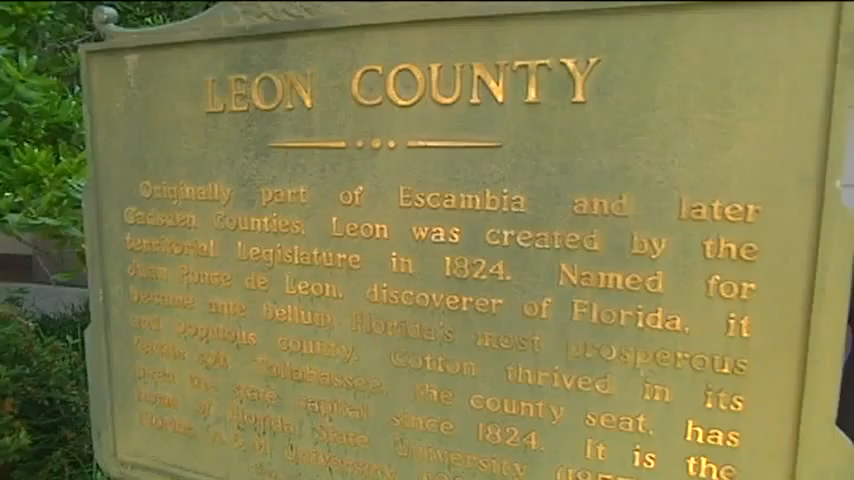 LEON COUNTY
Originally part of Escambia and later
Gadsden Counties, Leon was created by the
territorial Legislature in 1824. Named for
Juan Ponce de Leon, discoverer of Florida, it
became ante bellum Florida's most prosperous
and populous county. Cotton thrived in its
fertile soil. Tallahassee, the county seat, has
been the state capital since 1824. It is the
home of Florida State University
Florida A. & M. University